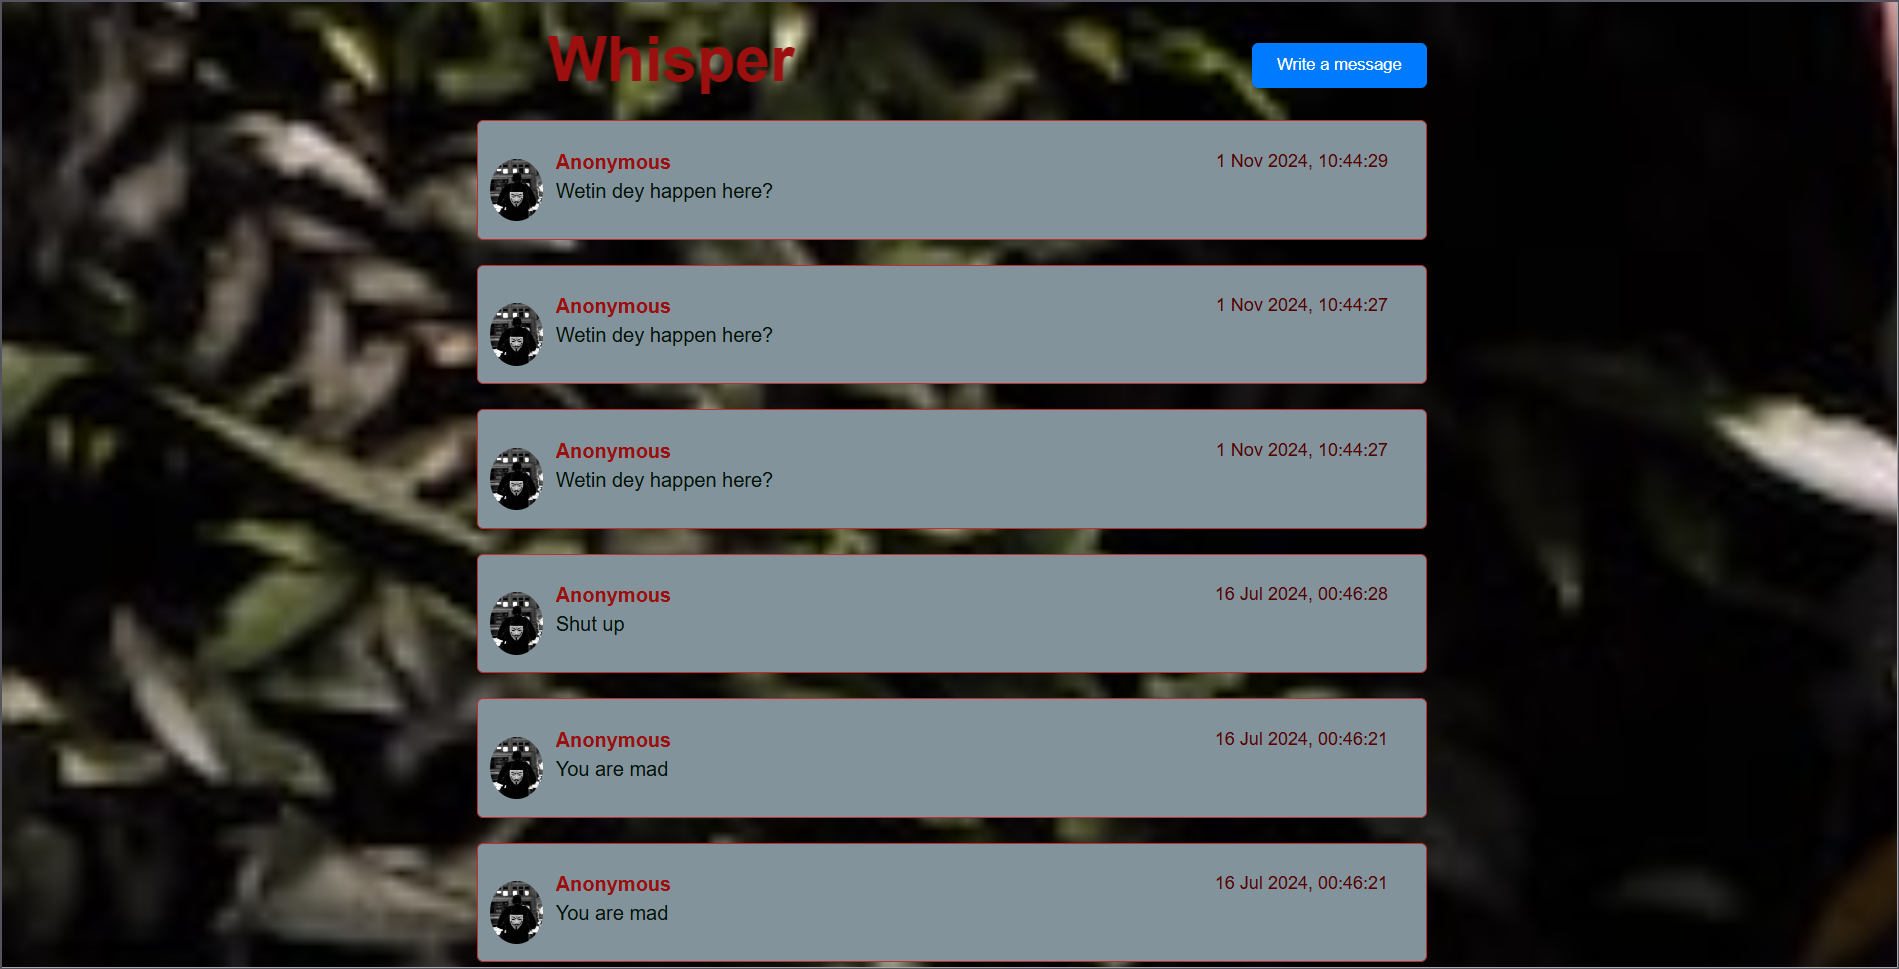 Whisper
Write a message
Anonymous
1 Nov 2024, 10:44:29
Wetin dey happen here?
Anonymous
1 Nov 2024, 10:44:27
Wetin dey happen here?
Anonymous
1 Nov 2024, 10:44:27
Wetin dey happen here?
Anonymous
16 Jul 2024, 00:46:28
Shut up
Anonymous
16 Jul 2024, 00:46:21
You are mad
Anonymous
16 Jul 2024, 00:46:21
You are mad